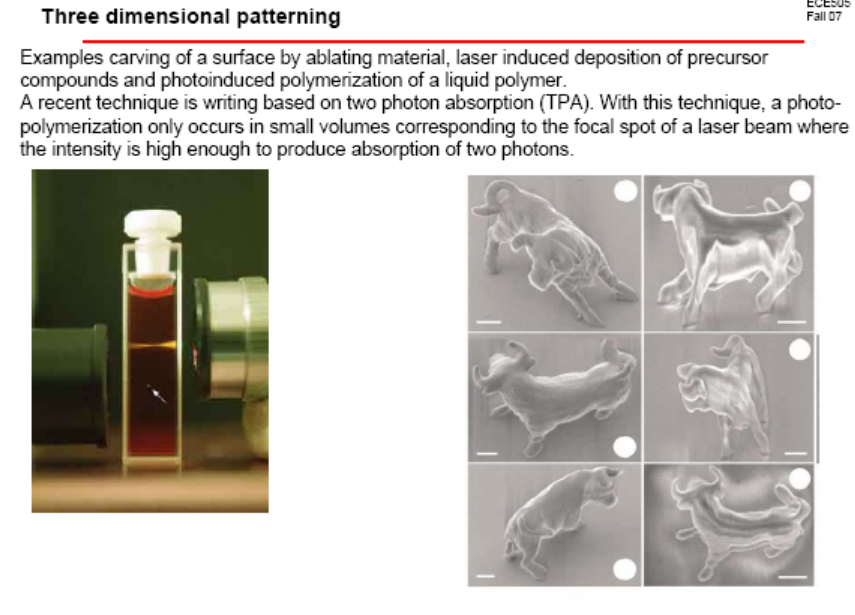 Three dimensional patterning
ECE505
Fall 07
Examples carving of a surface by ablating material, laser induced deposition of precursor
compounds and photoinduced polymerization of a liquid polymer.
A recent technique is writing based on two photon absorption (TPA). With this technique, a photo-
polymerization only occurs in small volumes corresponding to the focal spot of a laser beam where
the intensity is high enough to produce absorption of two photons.